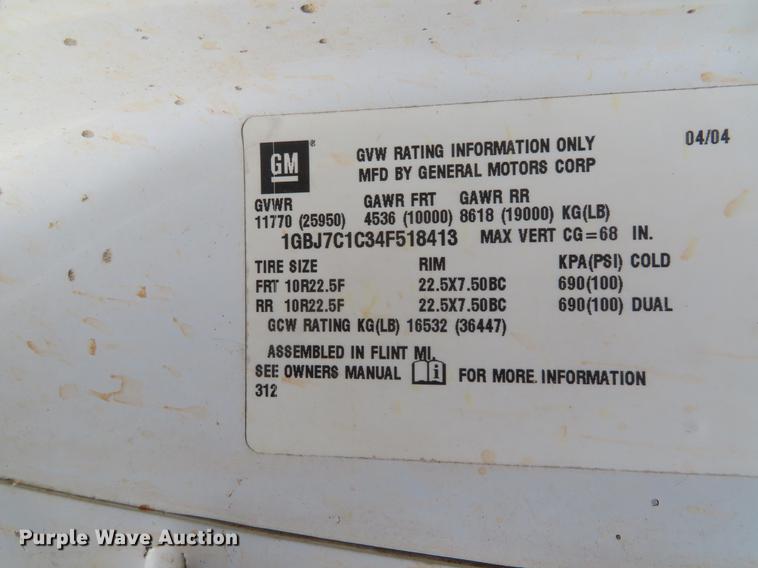 GM ® GVW RATING INFORMATION ONLY 04/04
MFD BY GENERAL MOTORS CORP
GVWR GAWR FRT GAWR RR
11770 (25950) 4536 (10000) 8618 (19000) KG(LB)
1GBJ7C1C34F518413 MAX VERT CG=68 IN.
TIRE SIZE RIM KPA(PSI) COLD
FRT 10R22.5F 22.5X7.50BC 690(100)
RR 10R22.5F 22.5X7.50BC 690(100) DUAL
GCW RATING KG(LB) 16532 (36447)
ASSEMBLED IN FLINT MI.
SEE OWNERS MANUAL i FOR MORE INFORMATION
312
Purple Wave Auction